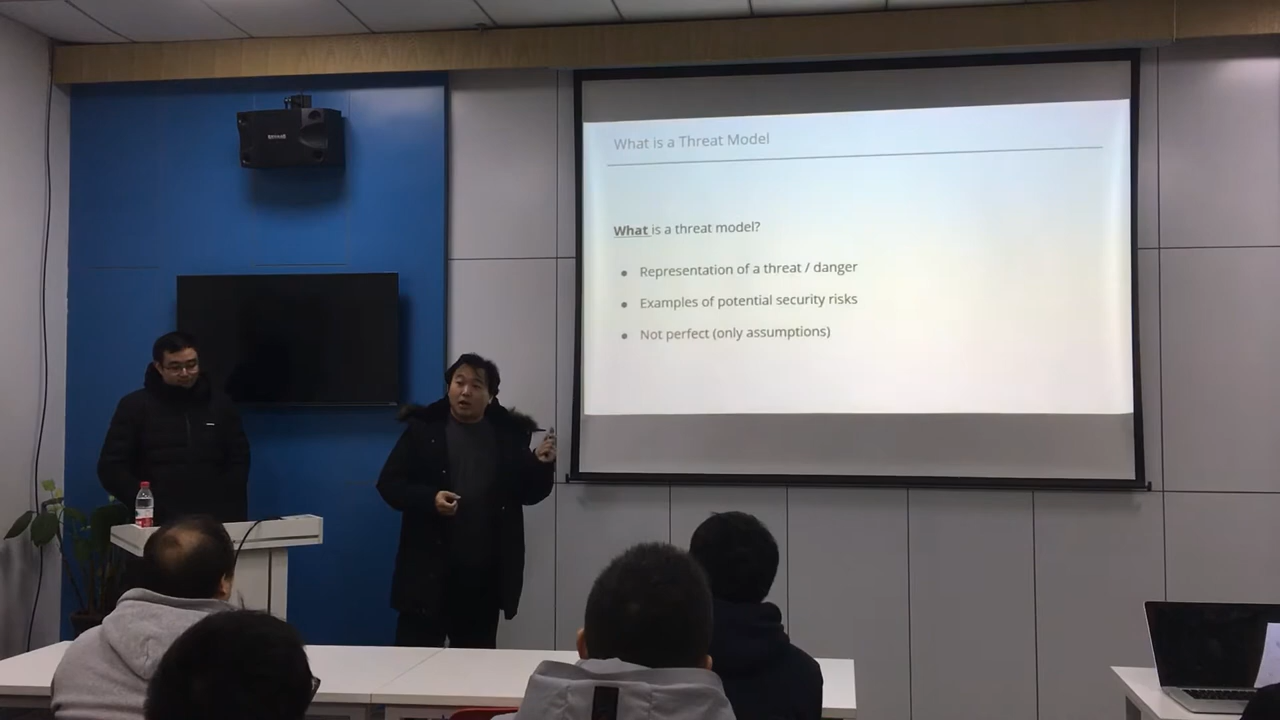 What is a Threat Model
What is a threat model?
● Representation of a threat / danger
● Examples of potential security risks
● Not perfect (only assumptions)